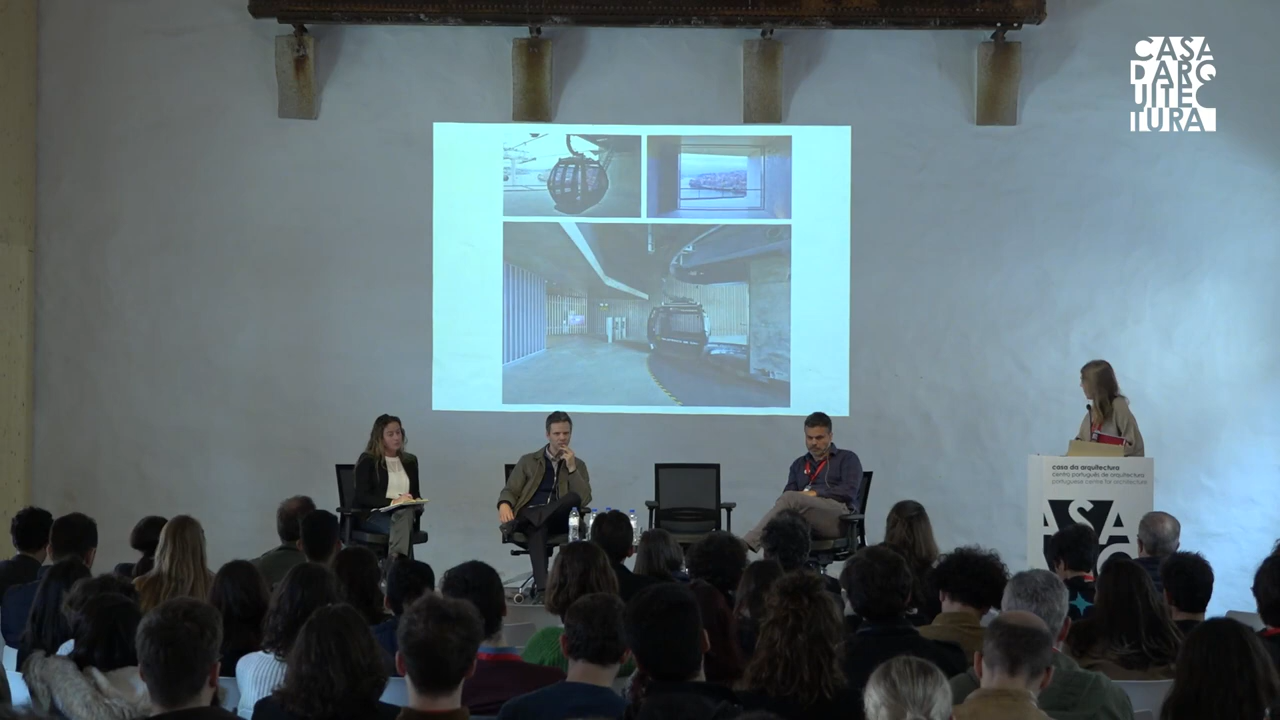 CASA
DARQ
UITEC
TURA
casa da arquitectura
centro português de arquitectura
portuguese centre for architecture
ASA